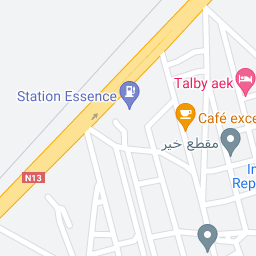 Talby aek
Station Essence
Café exce
مقطع خير
In
Rep
N13